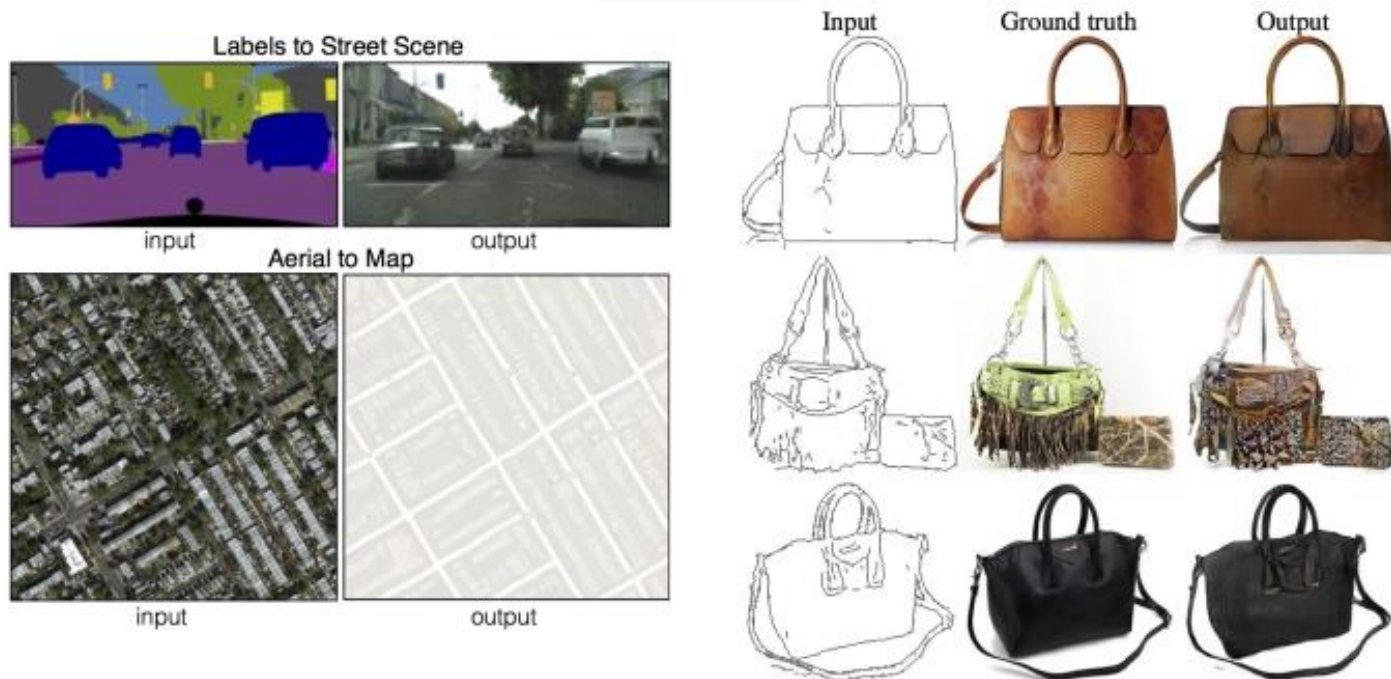 Labels to Street Scene
input
output
Aerial to Map
input
output
Input
Ground truth
Output